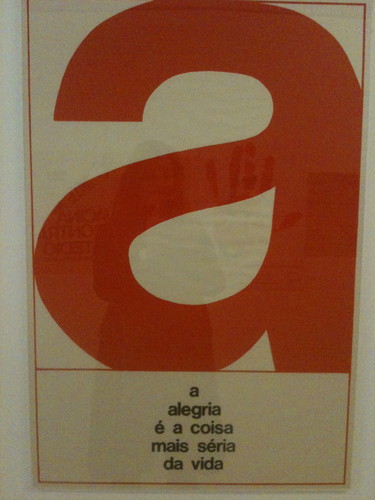 a
a
alegria
é a coisa
mais séria
da vida